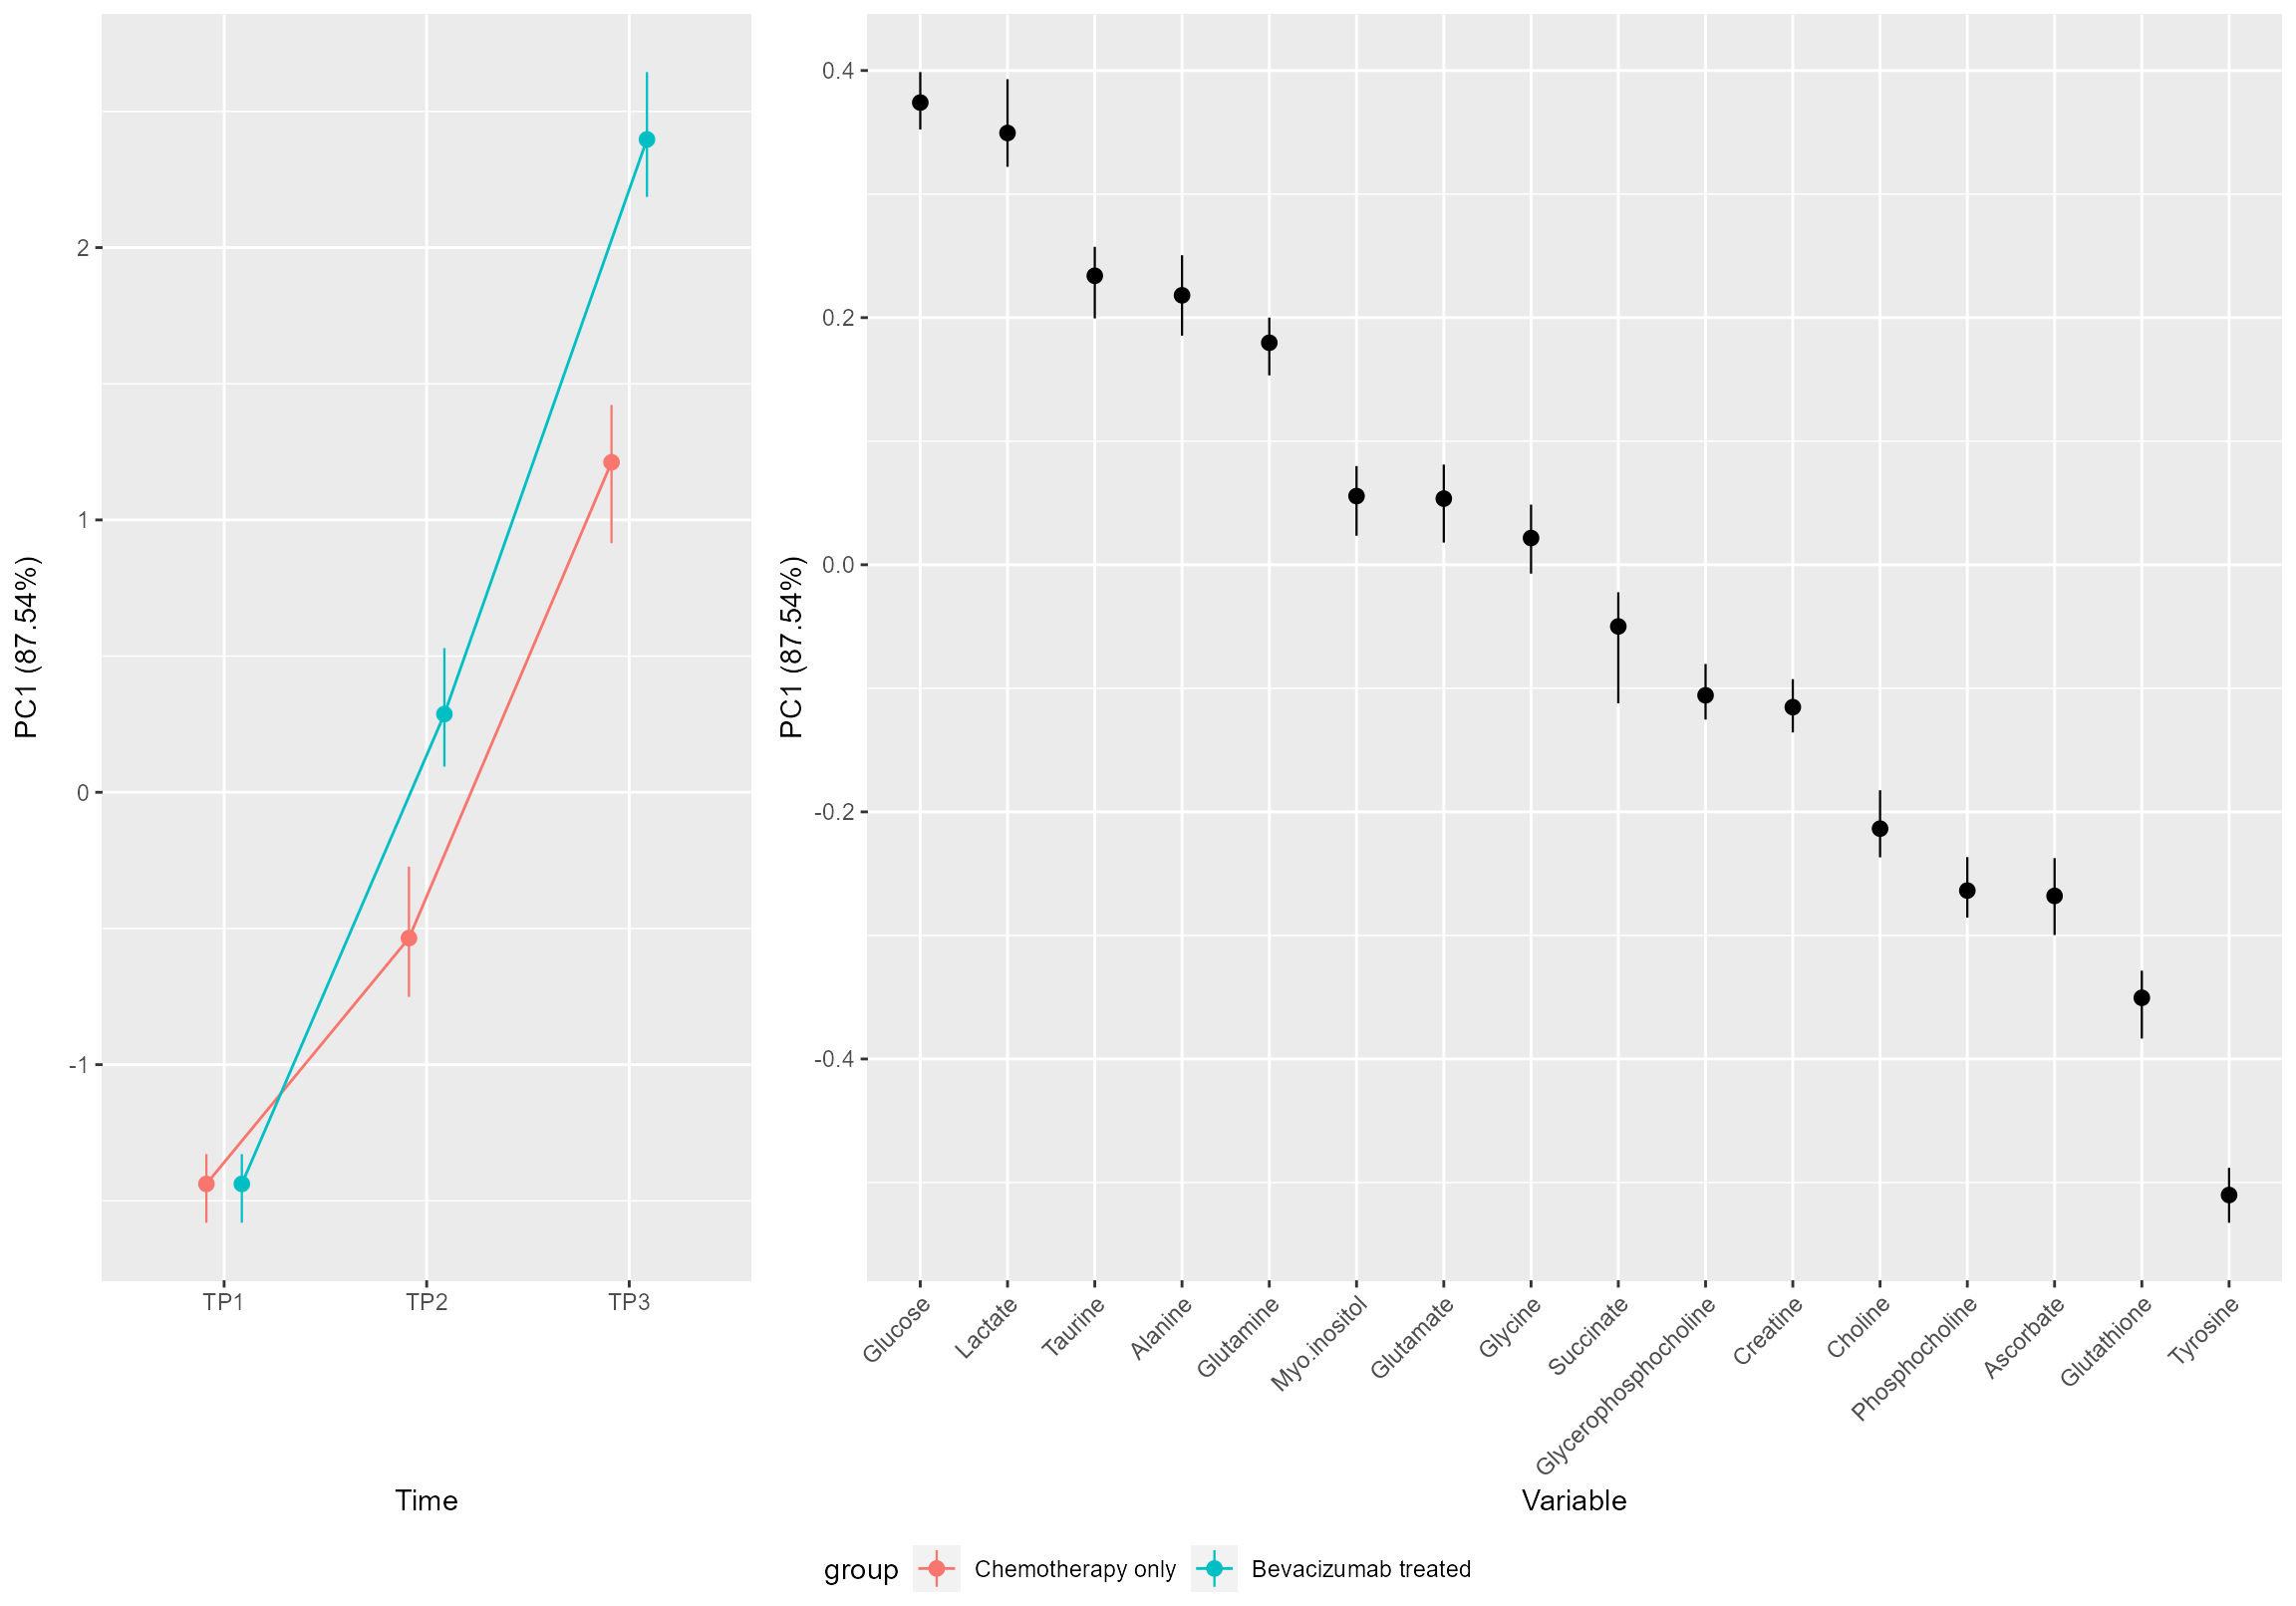 PC1 (87.54%)
2
1
0
-1
TP1 TP2 TP3
Time
PC1 (87.54%)
0.4
0.2
0.0
-0.2
-0.4
Glucose
Lactate
Taurine
Alanine
Glutamine
Myo.inositol
Glutamate
Glycine
Succinate
Glycerophosphocholine
Creatine
Choline
Phosphocholine
Ascorbate
Glutathione
Tyrosine
Variable
group Chemotherapy only Bevacizumab treated